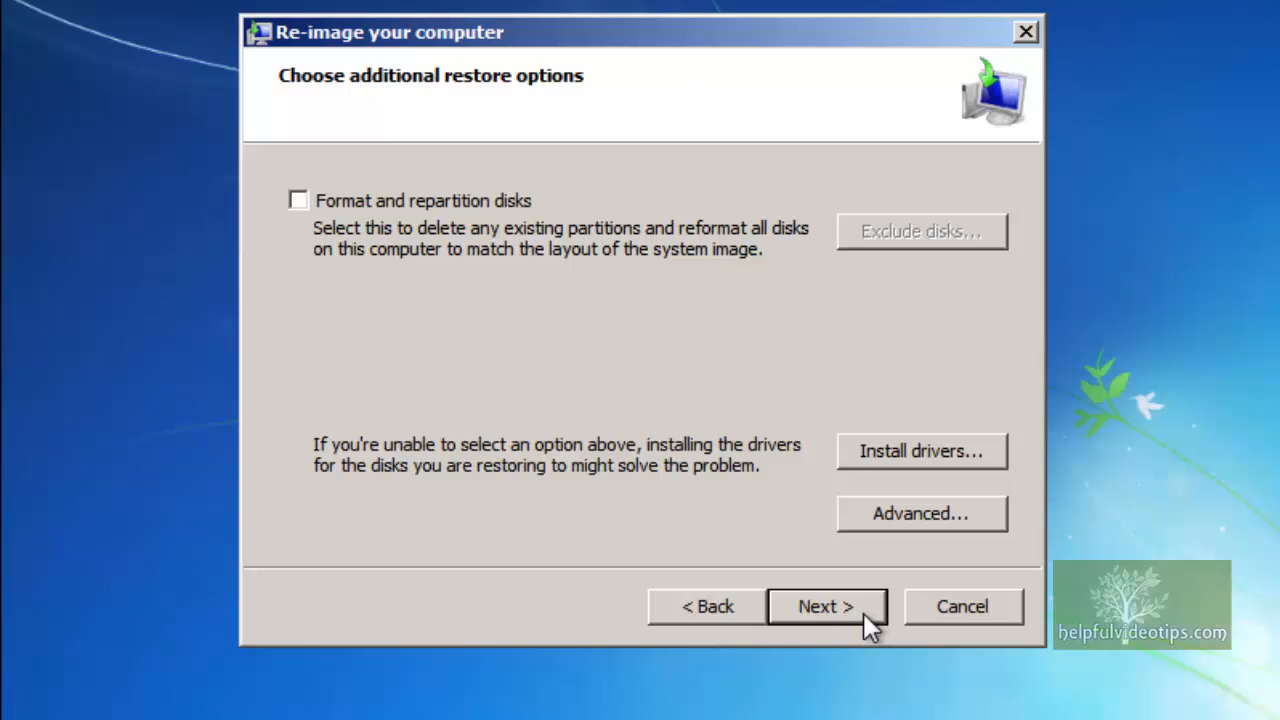 Re-image your computer
Choose additional restore options
Format and repartition disks
Select this to delete any existing partitions and reformat all disks
on this computer to match the layout of the system image.
Exclude disks...
If you're unable to select an option above, installing the drivers
for the disks you are restoring to might solve the problem.
Install drivers...
Advanced...
< Back
Next >
Cancel
helpfulvideotips.com